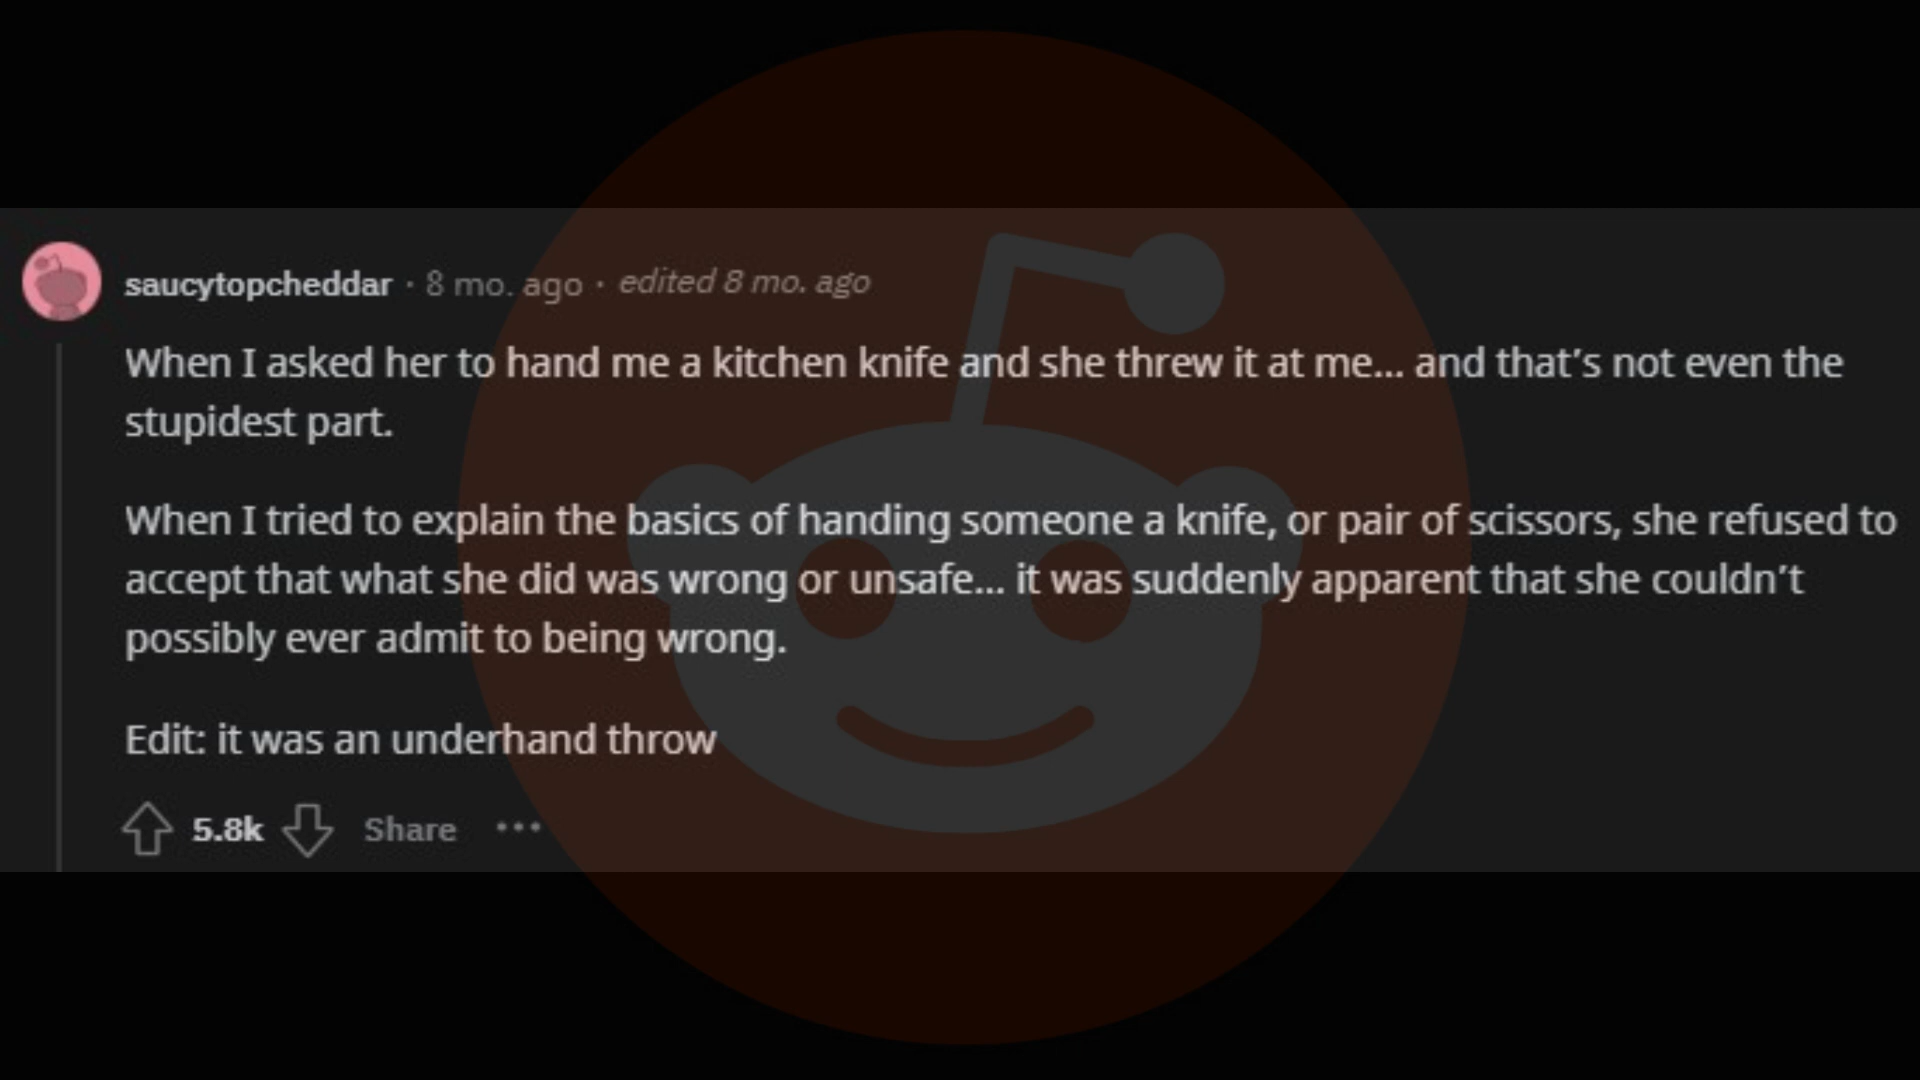 saucytopcheddar · 8 mo. ago · edited 8 mo. ago
When I asked her to hand me a kitchen knife and she threw it at me... and that’s not even the
stupidest part.
When I tried to explain the basics of handing someone a knife, or pair of scissors, she refused to
accept that what she did was wrong or unsafe... it was suddenly apparent that she couldn’t
possibly ever admit to being wrong.
Edit: it was an underhand throw
5.8k Share ...